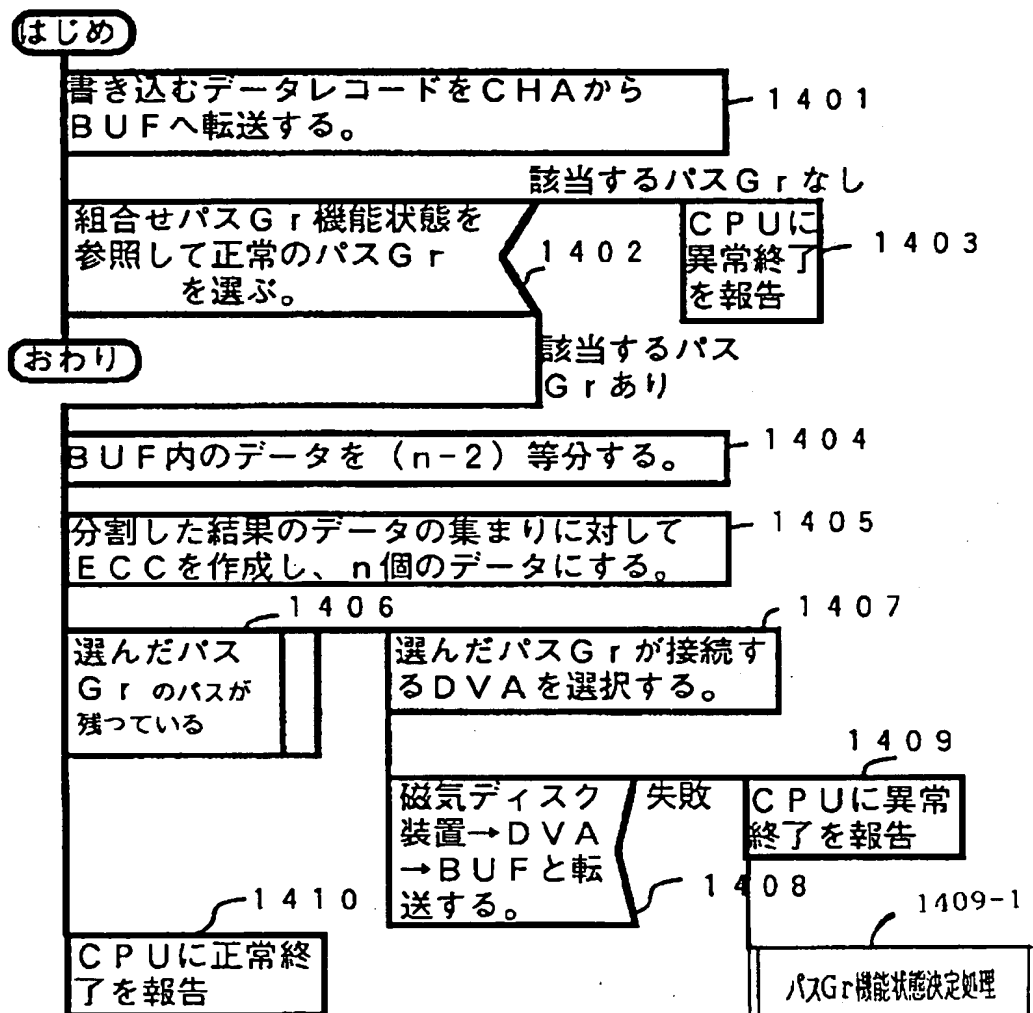 はじめ
書き込むデータレコードをCHAから
BUFへ転送する。
1401
該当するパスGrなし
組合せパスGr機能状態を
参照して正常のパスGr
を選ぶ。
1402
CPUに
異常終了
を報告
1403
おわり
該当するパス
Grあり
BUF内のデータを(n-2)等分する。
1404
分割した結果のデータの集まりに対して
ECCを作成し、n個のデータにする。
1405
1406
選んだパス
Grのパスが
残っている
1407
選んだパスGrが接続す
るDVAを選択する。
磁気ディスク
装置→DVA
→BUFと転
送する。
失敗
1408
1409
CPUに異常
終了を報告
1409-1
パスGr機能状態決定処理
1410
CPUに正常終
了を報告